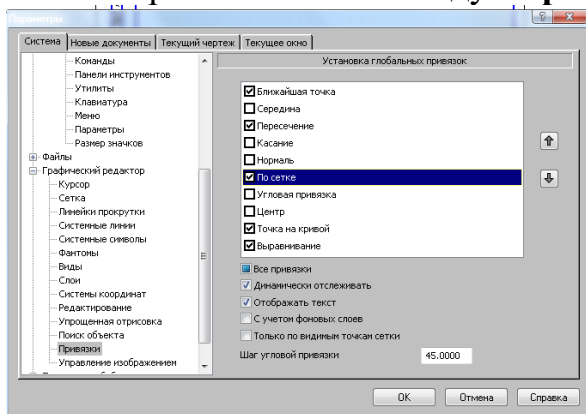 Параметры
Система Новые документы Текущий чертеж Текущее окно
Команды
Панели инструментов
Утилиты
Клавиатура
Меню
Параметры
Размер значков
Файлы
Графический редактор
Курсор
Сетка
Линейки прокрутки
Системные линии
Системные символы
Фантомы
Виды
Слои
Системы координат
Редактирование
Упрощенная отрисовка
Поиск объекта
Привязки
Управление изображением
Установка глобальных привязок
Ближайшая точка
Середина
Пересечение
Касание
Нормаль
По сетке
Угловая привязка
Центр
Точка на кривой
Выравнивание
Все привязки
Динамически отслеживать
Отображать текст
С учетом фоновых слоев
Только по видимым точкам сетки
Шаг угловой привязки 45.0000
OK Отмена Справка